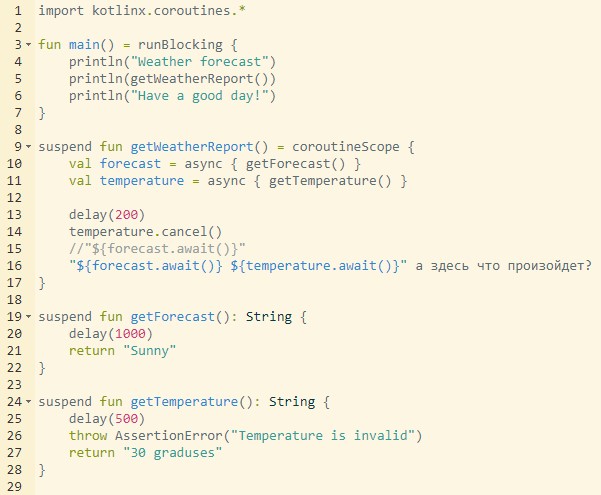 1 import kotlinx.coroutines.*
2
3 fun main() = runBlocking {
4     println("Weather forecast")
5     println(getWeatherReport())
6     println("Have a good day!")
7 }
8
9 suspend fun getWeatherReport() = coroutineScope {
10     val forecast = async { getForecast() }
11     val temperature = async { getTemperature() }
12
13     delay(200)
14     temperature.cancel()
15     //"${forecast.await()}"
16     "${forecast.await()} ${temperature.await()}" а здесь что произойдет?
17 }
18
19 suspend fun getForecast(): String {
20     delay(1000)
21     return "Sunny"
22 }
23
24 suspend fun getTemperature(): String {
25     delay(500)
26     throw AssertionError("Temperature is invalid")
27     return "30 graduses"
28 }
29